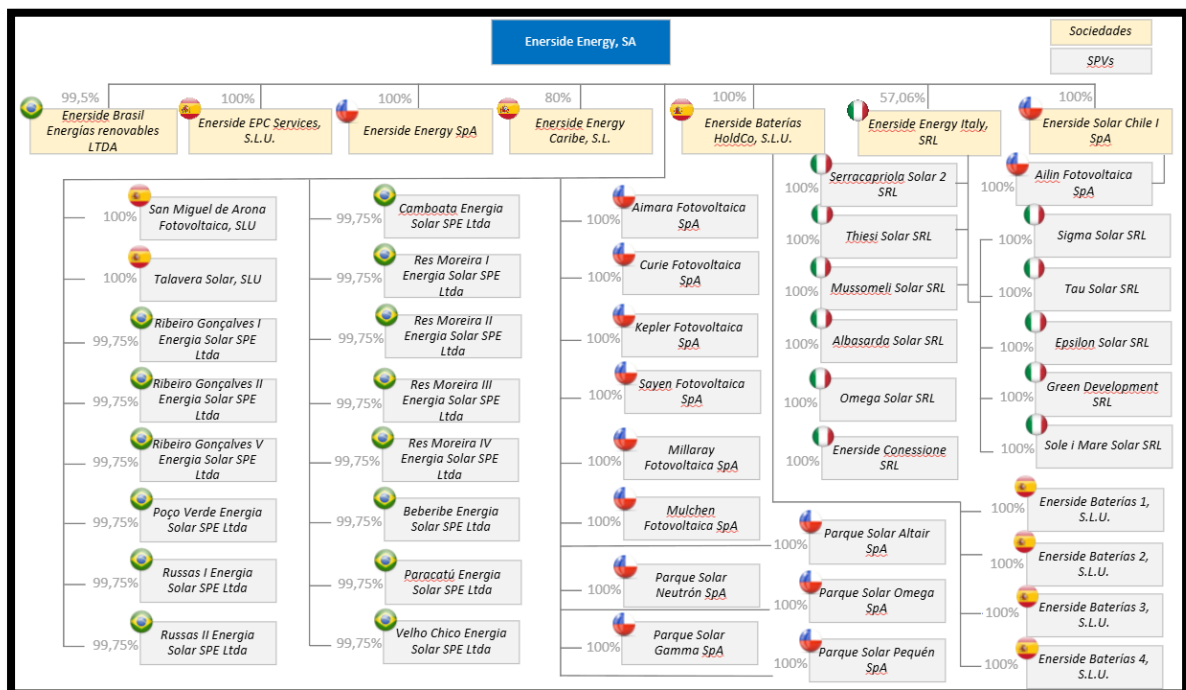 Enerside Energy, SA
Sociedades
SPVs
99,5%
Enerside Brasil
Energías renovables
LTDA
100%
Enerside EPC Services,
S.L.U.
100%
Enerside Energy SpA
80%
Enerside Energy
Caribe, S.L.
100%
Enerside Baterías
HoldCo, S.L.U.
57,06%
Enerside Energy Italy,
SRL
100%
Enerside Solar Chile I
SpA
100%
San Miguel de Arona
Fotovoltaica, SLU
100%
Talavera Solar, SLU
99,75%
Ribeiro Gonçalves I
Energia Solar SPE
Ltda
99,75%
Ribeiro Gonçalves II
Energia Solar SPE
Ltda
99,75%
Ribeiro Gonçalves V
Energia Solar SPE
Ltda
99,75%
Poço Verde Energia
Solar SPE Ltda
99,75%
Russas I Energia
Solar SPE Ltda
99,75%
Russas II Energia
Solar SPE Ltda
99,75%
Camboata Energia
Solar SPE Ltda
99,75%
Res Moreira I
Energia Solar SPE
Ltda
99,75%
Res Moreira II
Energia Solar SPE
Ltda
99,75%
Res Moreira III
Energia Solar SPE
Ltda
99,75%
Res Moreira IV
Energia Solar SPE
Ltda
99,75%
Beberibe Energia
Solar SPE Ltda
99,75%
Paracatú Energia
Solar SPE Ltda
99,75%
Velho Chico Energia
Solar SPE Ltda
100%
Aimara Fotovoltaica
SpA
100%
Curie Fotovoltaica
SpA
100%
Kepler Fotovoltaica
SpA
100%
Sayen Fotovoltaica
SpA
100%
Millaray
Fotovoltaica SpA
100%
Mulchen
Fotovoltaica SpA
100%
Parque Solar
Neutrón SpA
100%
Parque Solar
Gamma SpA
100%
Serracapriola Solar 2
SRL
100%
Thiesi Solar SRL
100%
Mussomeli Solar SRL
100%
Albasarda Solar SRL
100%
Omega Solar SRL
100%
Enerside Conessione
SRL
100%
Parque Solar Altair
SpA
100%
Parque Solar Omega
SpA
100%
Parque Solar Pequén
SpA
100%
Ailin Fotovoltaica
SpA
100%
Sigma Solar SRL
100%
Tau Solar SRL
100%
Epsilon Solar SRL
100%
Green Development
SRL
100%
Sole i Mare Solar SRL
100%
Enerside Baterías 1,
S.L.U.
100%
Enerside Baterías 2,
S.L.U.
100%
Enerside Baterías 3,
S.L.U.
100%
Enerside Baterías 4,
S.L.U.